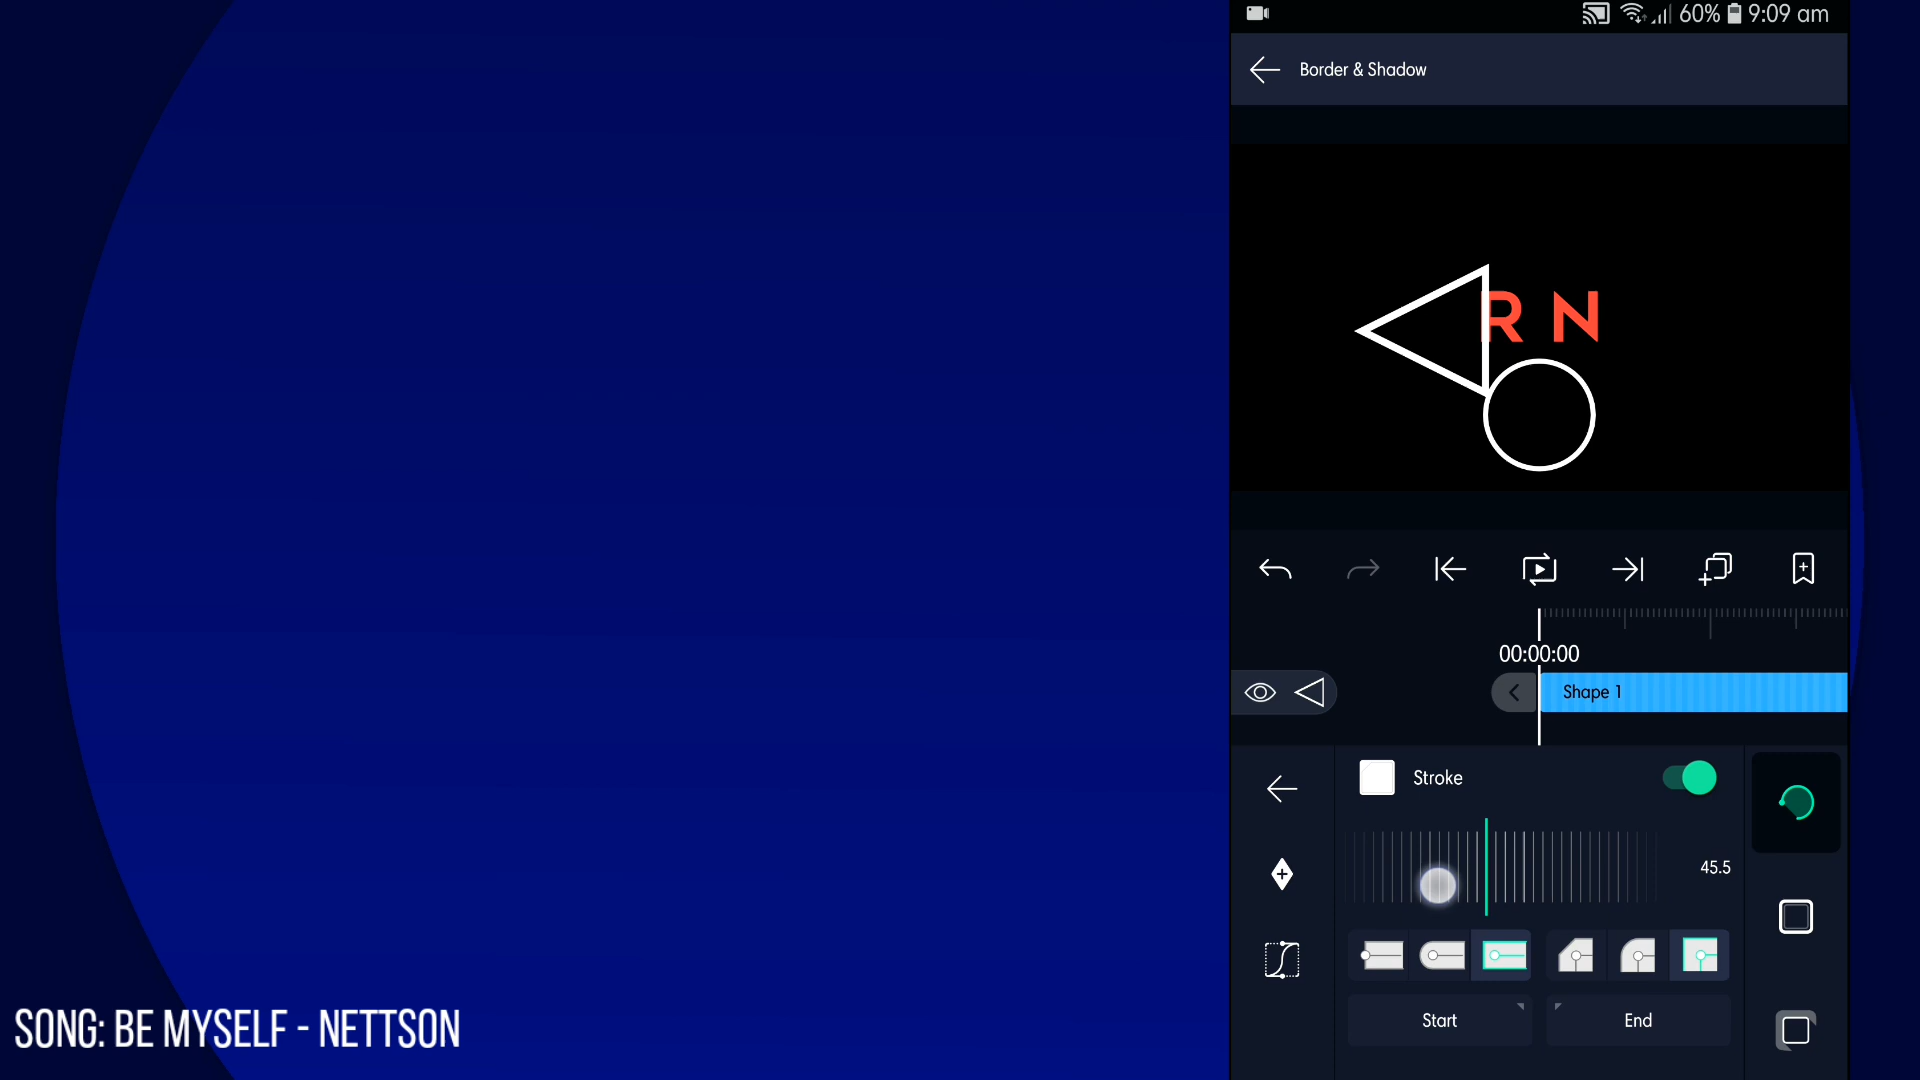 60% 9:09 am
Border & Shadow
R N
00:00:00
Shape 1
Stroke
45.5
Start
End
SONG: BE MYSELF - NETTSON